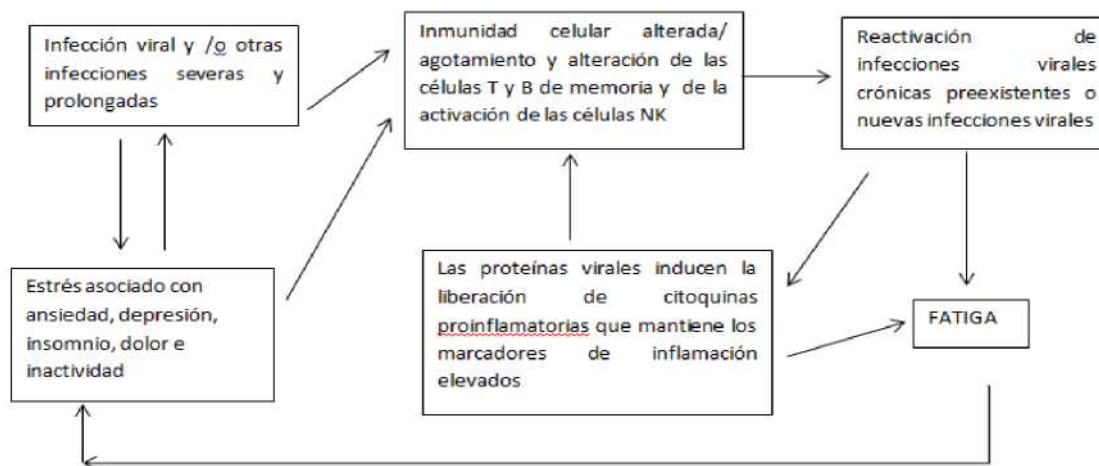 Infección viral y /o otras
infecciones severas y
prolongadas
Inmunidad celular alterada/
agotamiento y alteración de las
células T y B de memoria y de la
activación de las células NK
Reactivación de
infecciones virales
crónicas preexistentes o
nuevas infecciones virales
Estrés asociado con
ansiedad, depresión,
insomnio, dolor e
inactividad
Las proteínas virales inducen la
liberación de citoquinas
proinflamatorias que mantiene los
marcadores de inflamación
elevados
FATIGA